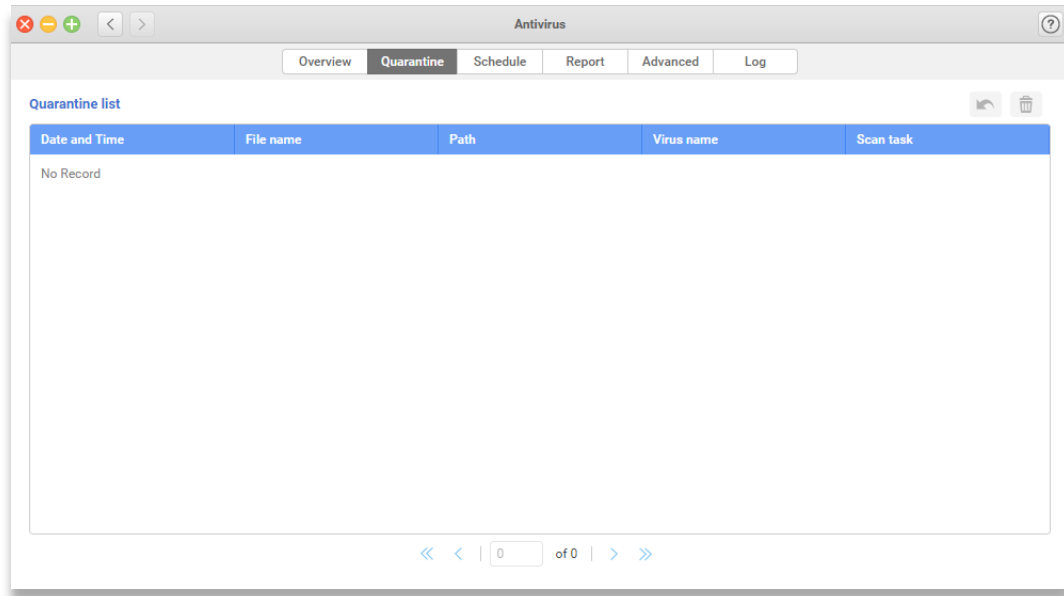 Antivirus
?
Overview Quarantine Schedule Report Advanced Log
Quarantine list
Date and Time File name Path Virus name Scan task
No Record
0 of 0